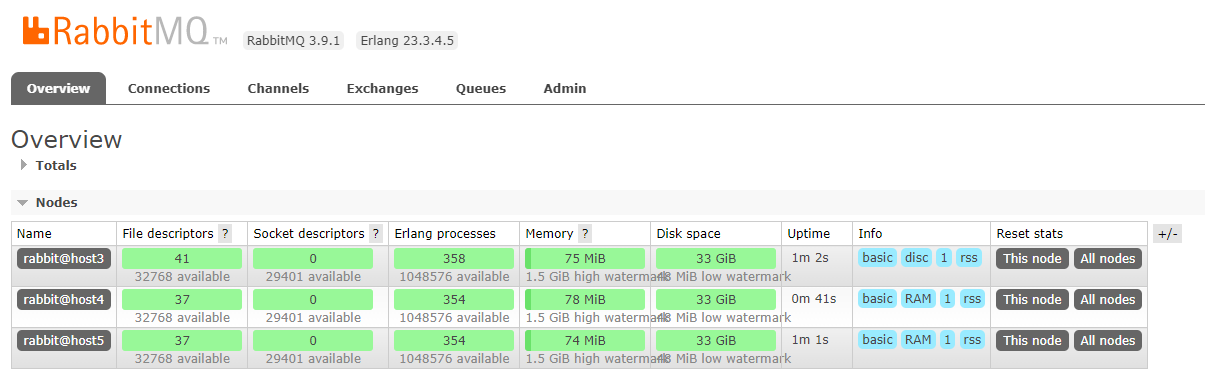 RabbitMQ TM RabbitMQ 3.9.1 Erlang 23.3.4.5
Overview Connections Channels Exchanges Queues Admin
Overview
Totals
Nodes
Name File descriptors ? Socket descriptors ? Erlang processes Memory ? Disk space Uptime Info Reset stats +/-
rabbit@host3 41 0 358 75 MiB 33 GiB 1m 2s basic disc 1 rss This node All nodes
32768 available 29401 available 1048576 available 1.5 GiB high watermark 48 MiB low watermark
rabbit@host4 37 0 354 78 MiB 33 GiB 0m 41s basic RAM 1 rss This node All nodes
32768 available 29401 available 1048576 available 1.5 GiB high watermark 48 MiB low watermark
rabbit@host5 37 0 354 74 MiB 33 GiB 1m 1s basic RAM 1 rss This node All nodes
32768 available 29401 available 1048576 available 1.5 GiB high watermark 48 MiB low watermark